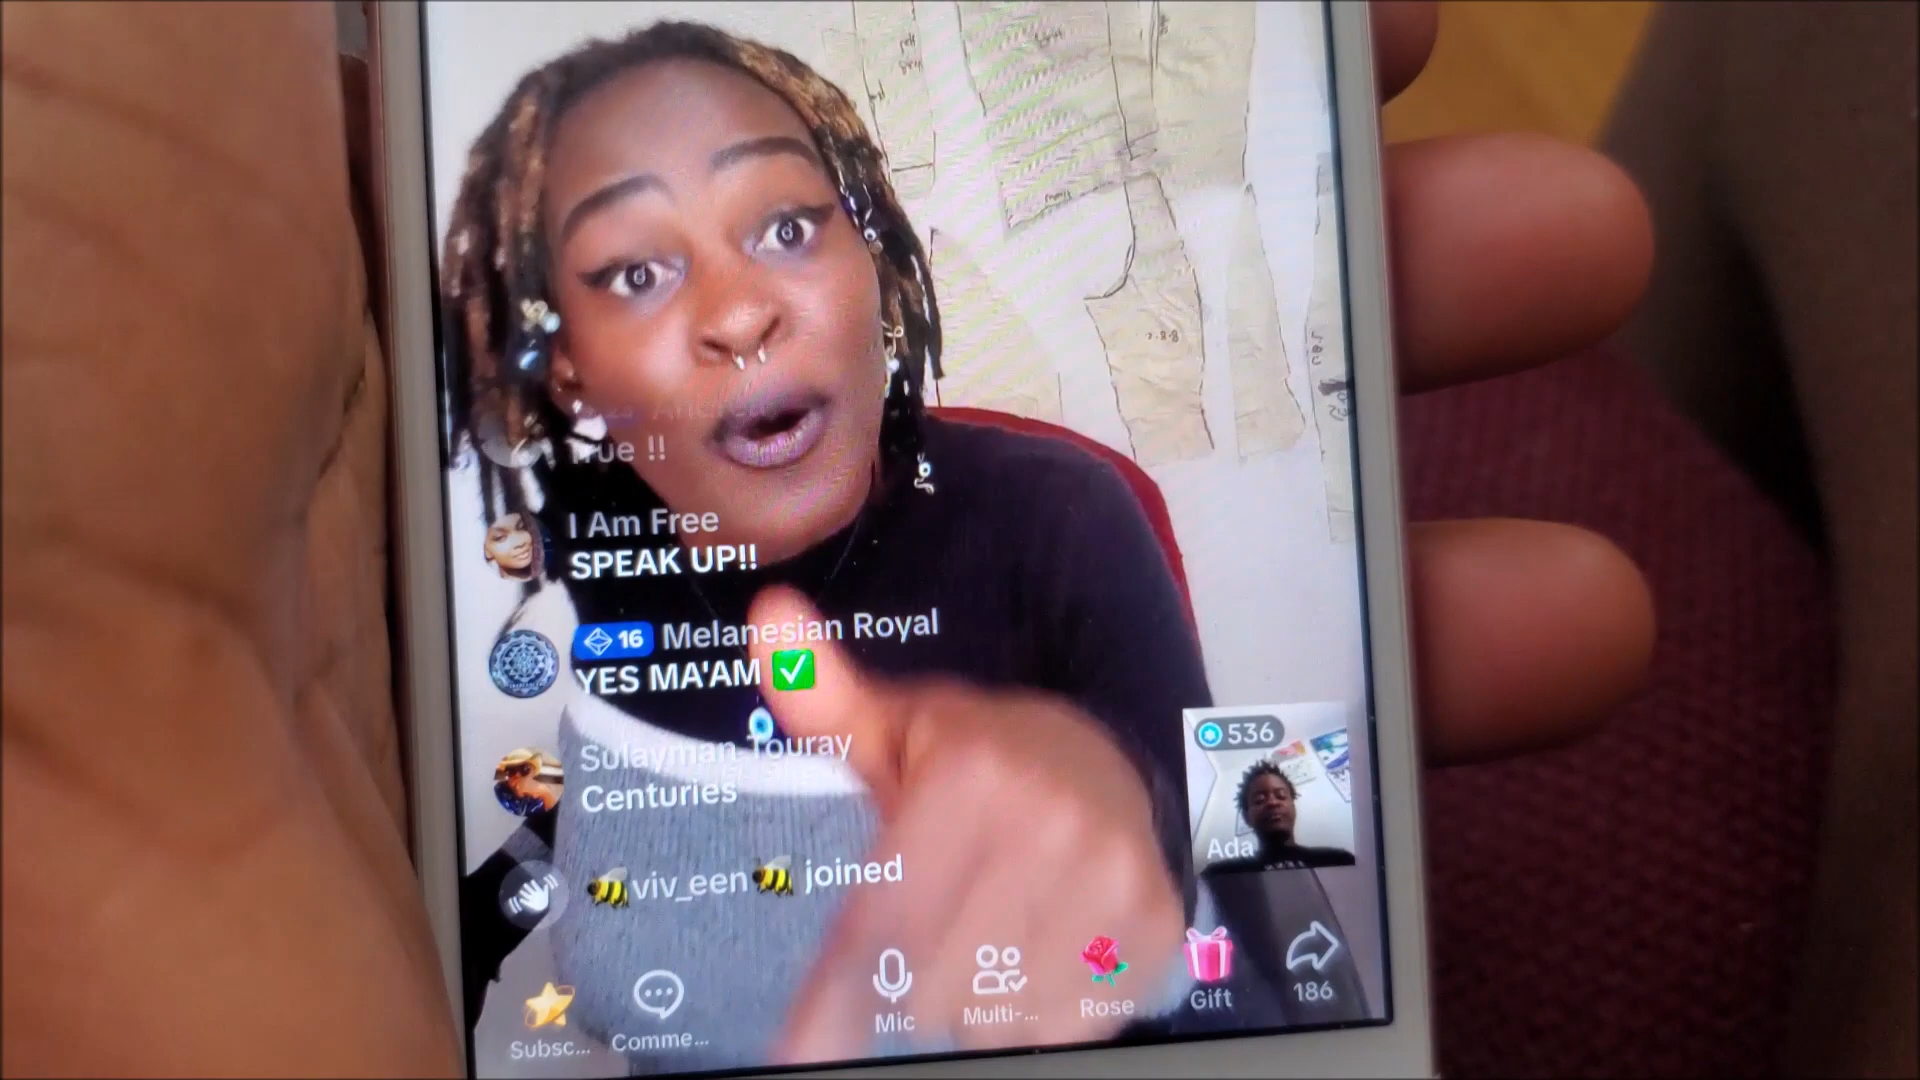 True !!
I Am Free
SPEAK UP!!
16 Melanesian Royal
YES MA'AM ✅
Sulayman Touray
Centuries
🐝viv_een🐝 joined
536
Ada
Subsc...
Comme...
Mic
Multi-...
Rose
Gift
186